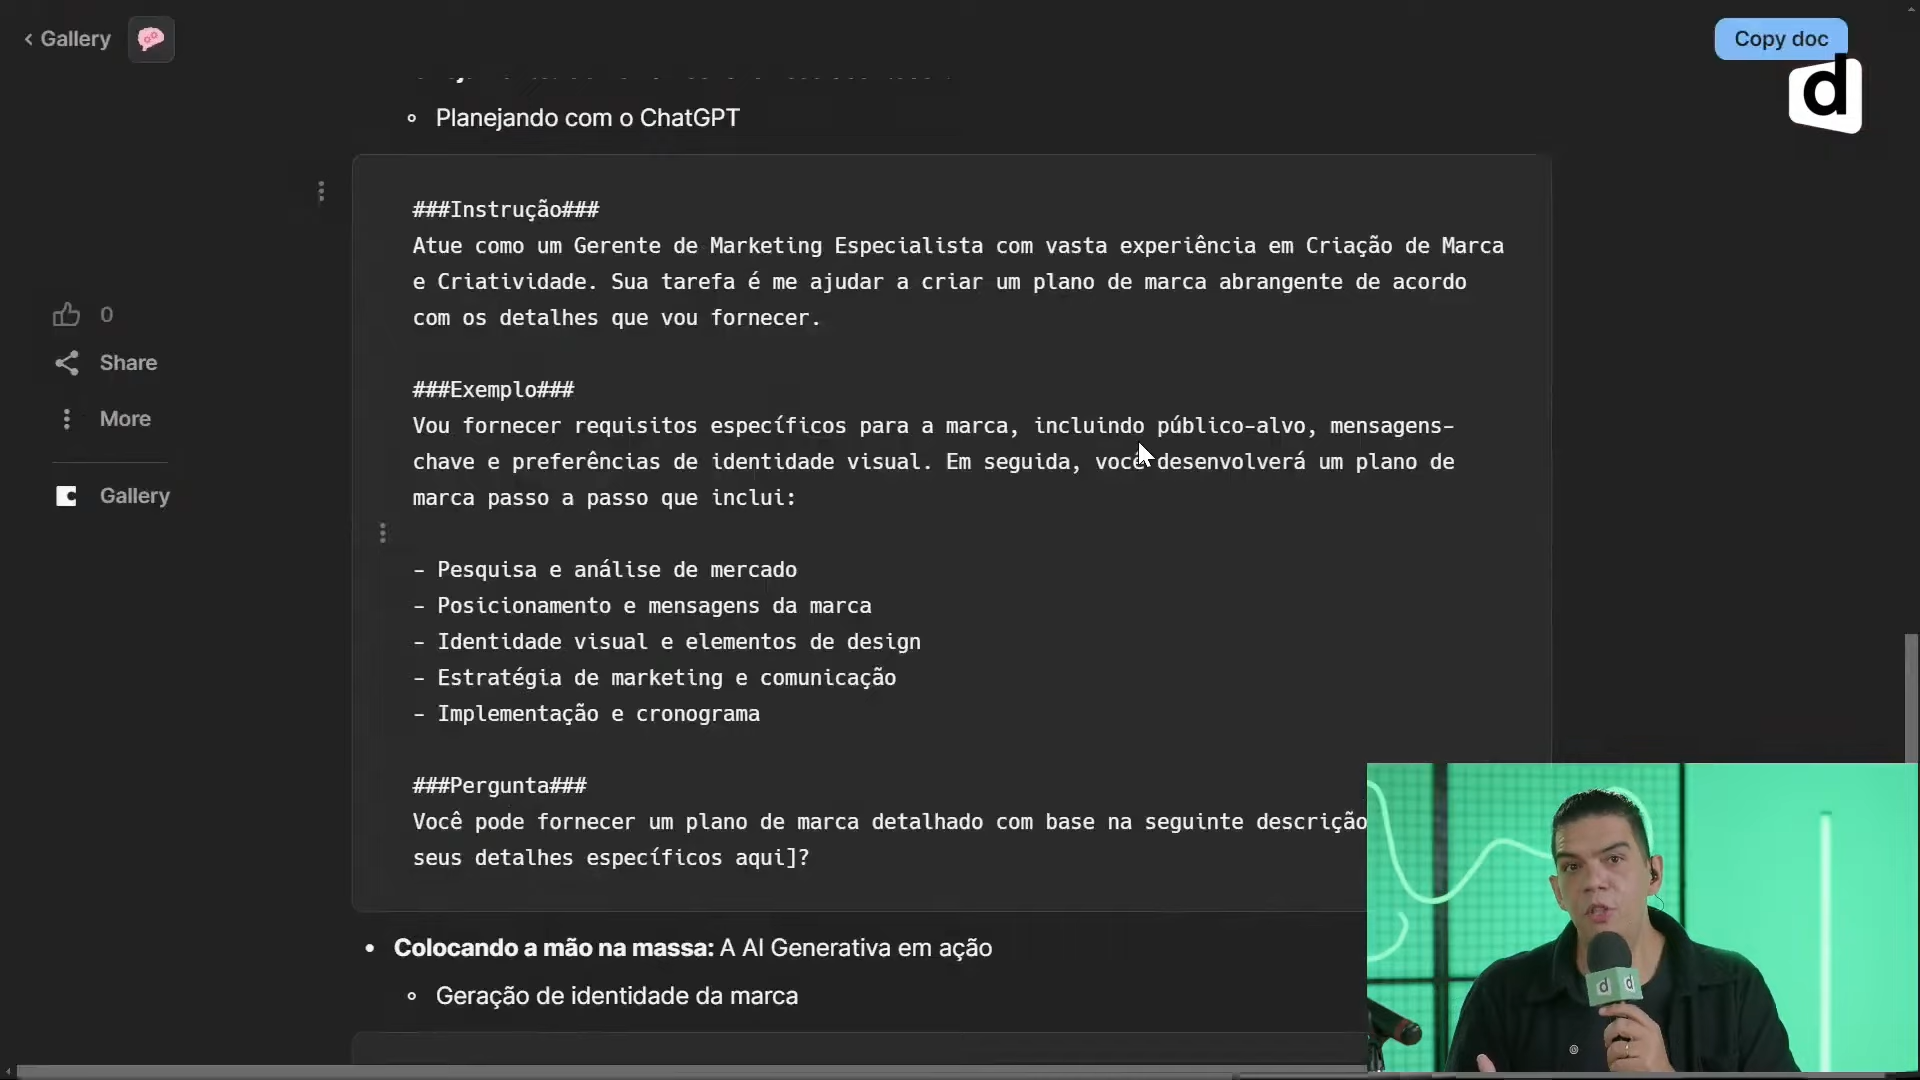 Gallery
Copy doc
d
Planejando com o ChatGPT
###Instrução###
Atue como um Gerente de Marketing Especialista com vasta experiência em Criação de Marca
e Criatividade. Sua tarefa é me ajudar a criar um plano de marca abrangente de acordo
com os detalhes que vou fornecer.
0
Share
More
Gallery
###Exemplo###
Vou fornecer requisitos específicos para a marca, incluindo público-alvo, mensagens-
chave e preferências de identidade visual. Em seguida, você desenvolverá um plano de
marca passo a passo que inclui:
- Pesquisa e análise de mercado
- Posicionamento e mensagens da marca
- Identidade visual e elementos de design
- Estratégia de marketing e comunicação
- Implementação e cronograma
###Pergunta###
Você pode fornecer um plano de marca detalhado com base na seguinte descrição
seus detalhes específicos aqui]?
Colocando a mão na massa: A AI Generativa em ação
Geração de identidade da marca
d d